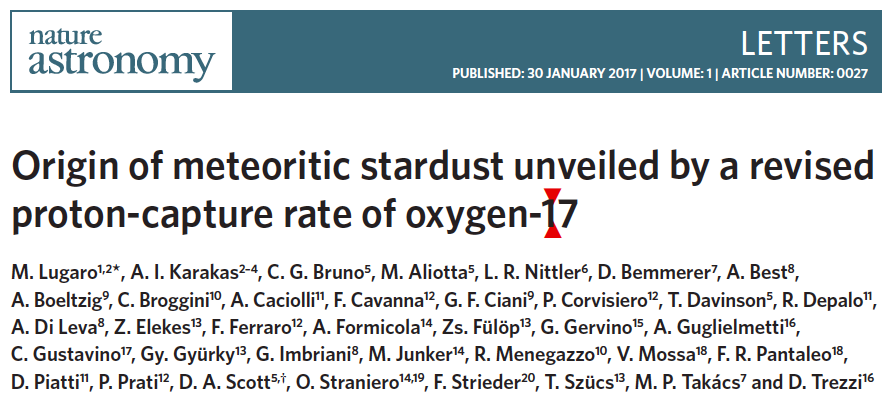 nature
astronomy
LETTERS
PUBLISHED: 30 JANUARY 2017 | VOLUME: 1 | ARTICLE NUMBER: 0027
Origin of meteoritic stardust unveiled by a revised
proton-capture rate of oxygen-17
M. Lugaro1,2*, A. I. Karakas2–4, C. G. Bruno5, M. Aliotta5, L. R. Nittler6, D. Bemmerer7, A. Best8,
A. Boeltzig9, C. Broggini10, A. Caciolli11, F. Cavanna12, G. F. Ciani9, P. Corvisiero12, T. Davinson5, R. Depalo11,
A. Di Leva8, Z. Elekes13, F. Ferraro12, A. Formicola14, Zs. Fülöp13, G. Gervino15, A. Guglielmetti16,
C. Gustavino17, Gy. Gyürky13, G. Imbriani8, M. Junker14, R. Menegazzo10, V. Mossa18, F. R. Pantaleo18,
D. Piatti11, P. Prati12, D. A. Scott5,†, O. Straniero14,19, F. Strieder20, T. Szücs13, M. P. Takács7 and D. Trezzi16